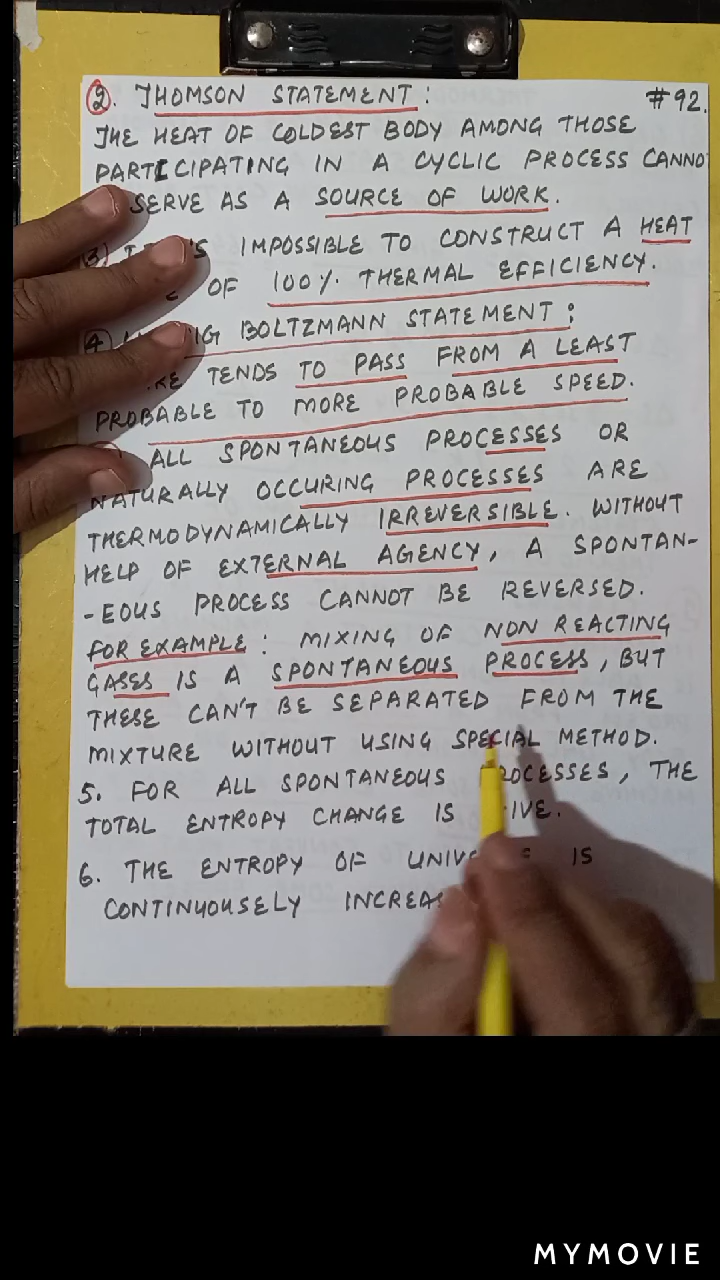 2. THOMSON STATEMENT : #92.
THE HEAT OF COLDEST BODY AMONG THOSE
PARTICIPATING IN A CYCLIC PROCESS CANNO
SERVE AS A SOURCE OF WORK.
3) IMPOSSIBLE TO CONSTRUCT A HEAT
OF 100% THERMAL EFFICIENCY.
4 BOLTZMANN STATEMENT :
TENDS TO PASS FROM A LEAST
PROBABLE TO MORE PROBABLE SPEED.
ALL SPONTANEOUS PROCESSES OR
NATURALLY OCCURING PROCESSES ARE
THERMODYNAMICALLY IRREVERSIBLE. WITHOUT
HELP OF EXTERNAL AGENCY, A SPONTAN-
-EOUS PROCESS CANNOT BE REVERSED.
FOR EXAMPLE : MIXING OF NON REACTING
GASES IS A SPONTANEOUS PROCESS, BUT
THESE CAN'T BE SEPARATED FROM THE
MIXTURE WITHOUT USING SPECIAL METHOD.
5. FOR ALL SPONTANEOUS PROCESSES, THE
TOTAL ENTROPY CHANGE IS
6. THE ENTROPY OF IS
CONTINUOUSELY
MYMOVIE